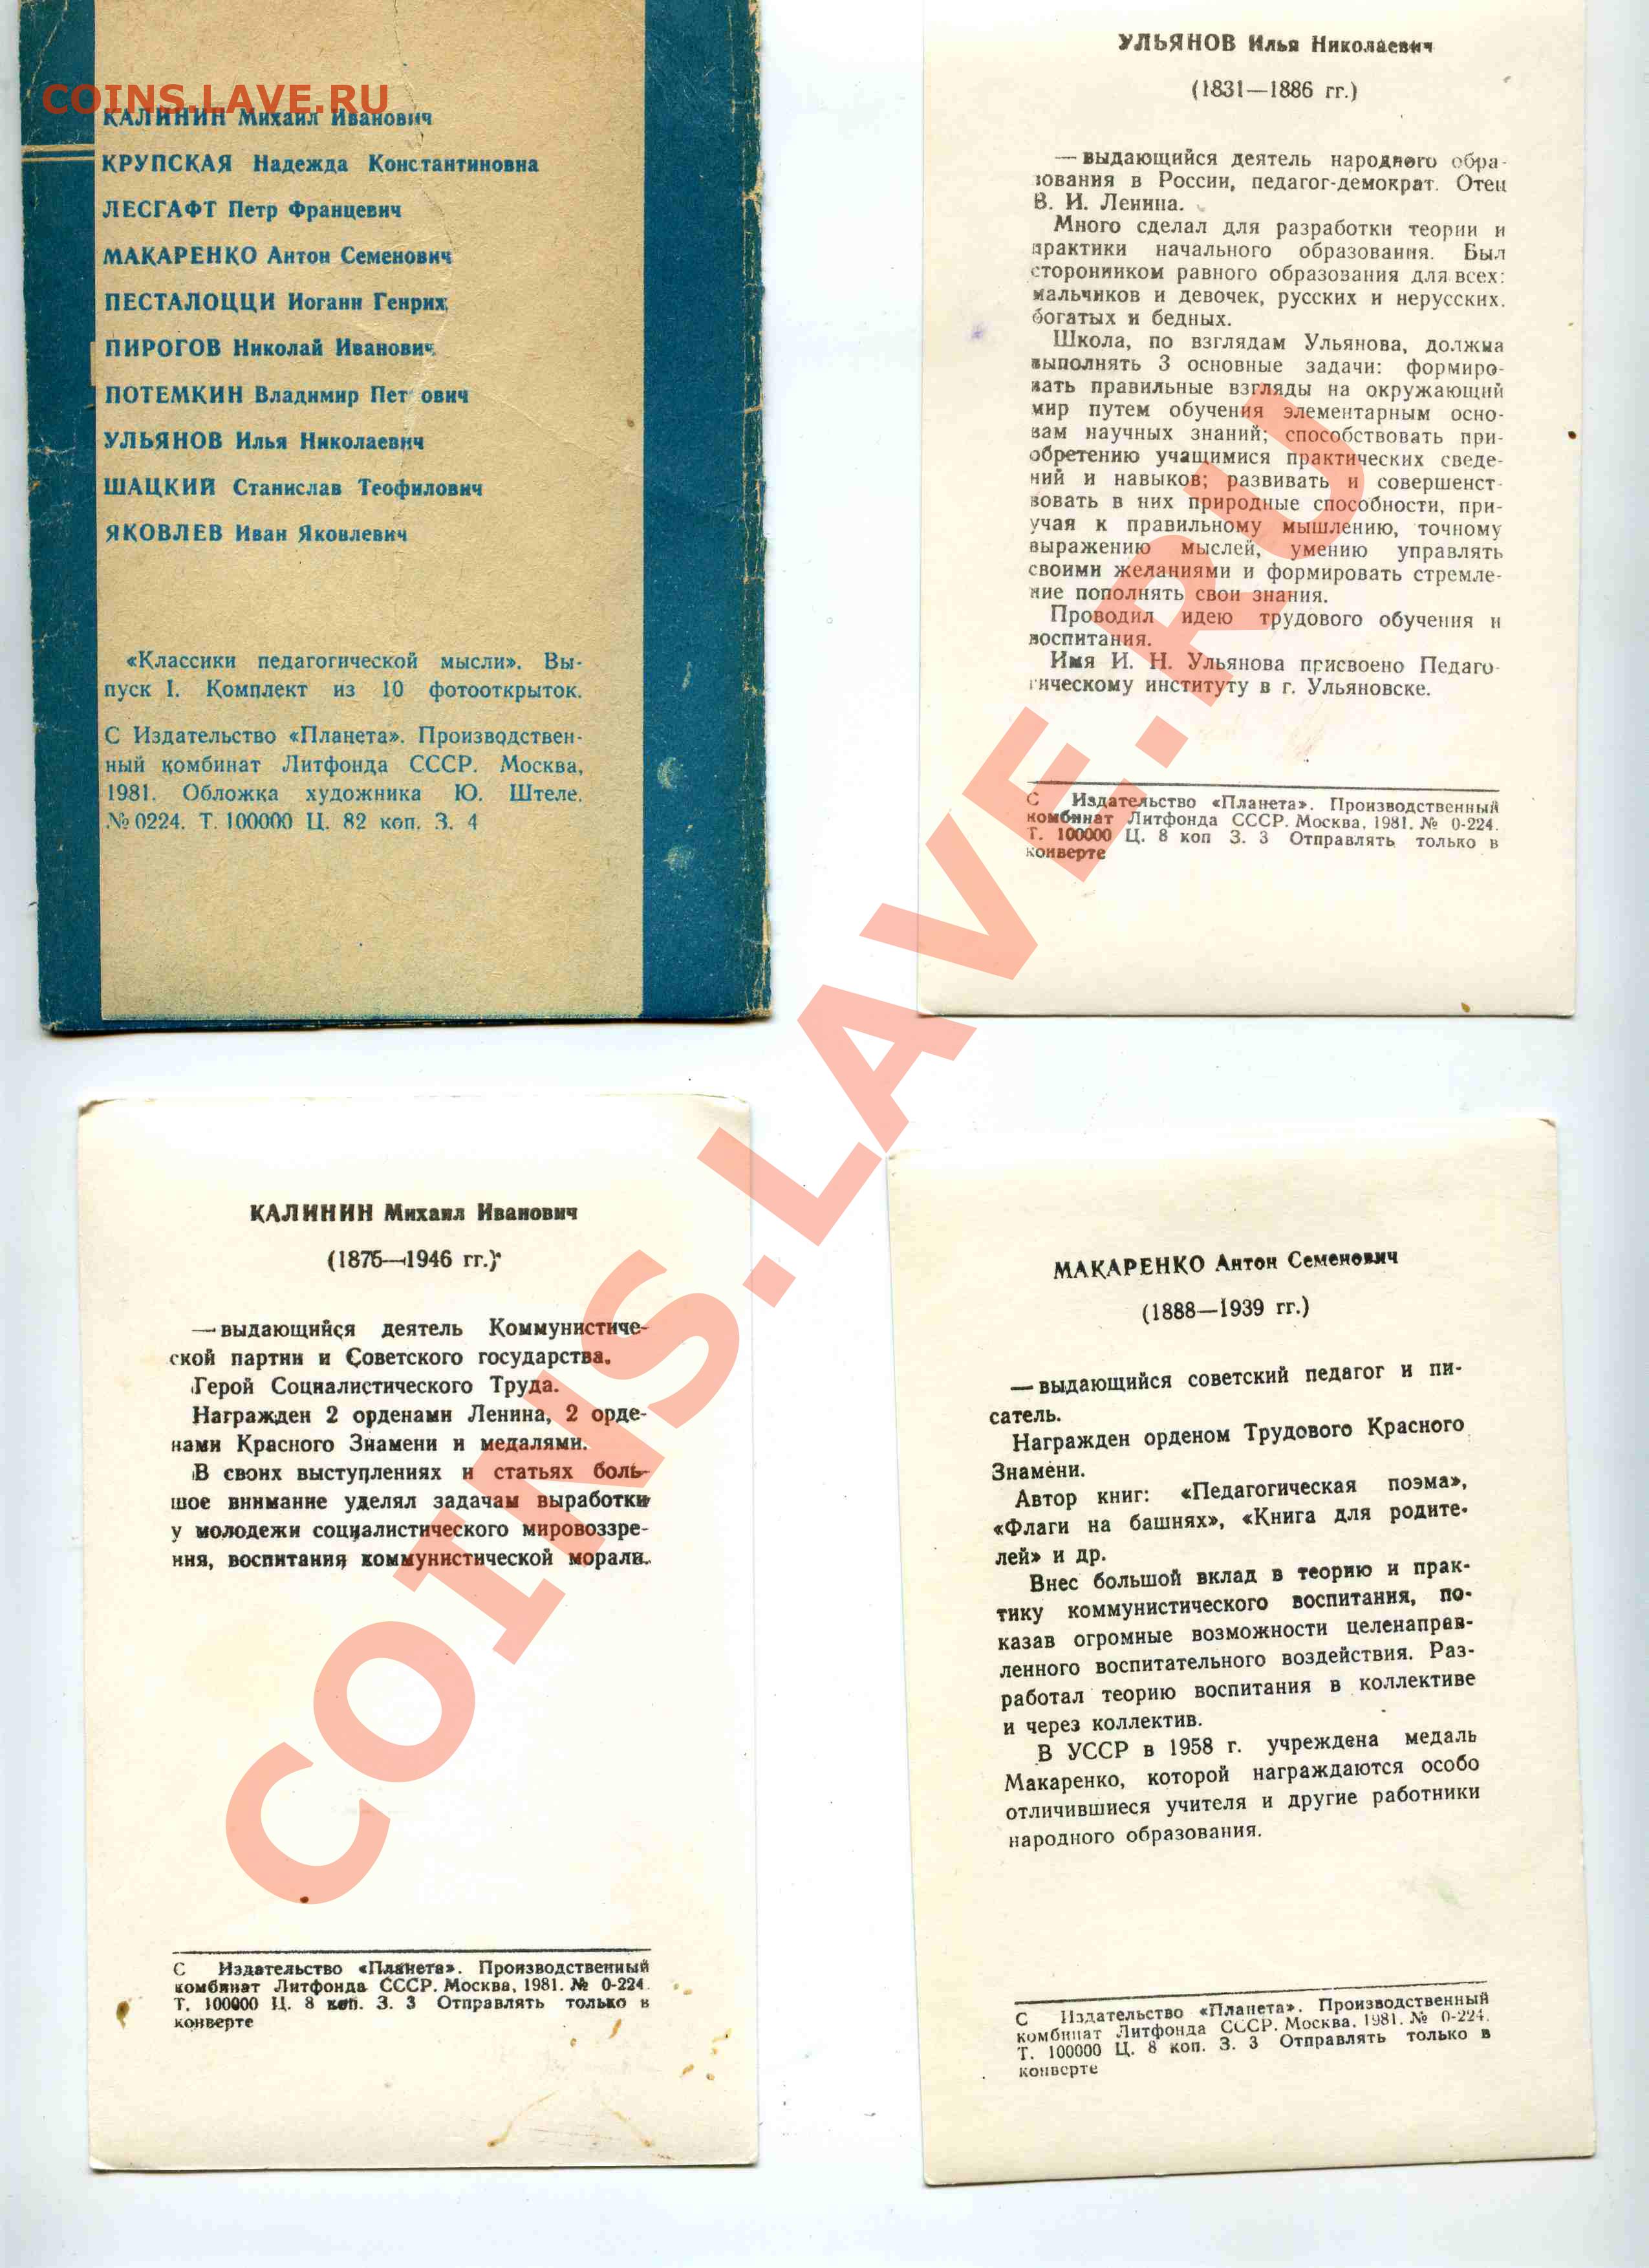 COINS.LAVE.RU
КАЛИНИН Михаил Иванович
КРУПСКАЯ Надежда Константиновна
ЛЕСГАФТ Петр Францевич
МАКАРЕНКО Антон Семенович
ПЕСТАЛОЦЦИ Иоганн Генрих
ПИРОГОВ Николай Иванович
ПОТЕМКИН Владимир Пет ович
УЛЬЯНОВ Илья Николаевич
ШАЦКИЙ Станислав Теофилович
ЯКОВЛЕВ Иван Яковлевич
«Классики педагогической мысли». Вы-
пуск I. Комплект из 10 фотооткрыток.
С Издательство «Планета». Производствен-
ный комбинат Литфонда СССР. Москва,
1981. Обложка художника Ю. Штеле.
№ 0224. Т. 100000 Ц. 82 коп. З. 4
УЛЬЯНОВ Илья Николаевич
(1831—1886 гг.)
— выдающийся деятель народного обра-
зования в России, педагог-демократ. Отец
В. И. Ленина.
Много сделал для разработки теории и
практики начального образования. Был
сторонником равного образования для всех:
мальчиков и девочек, русских и нерусских,
богатых и бедных.
Школа, по взглядам Ульянова, должна
выполнять 3 основные задачи: формиро-
вать правильные взгляды на окружающий
мир путем обучения элементарным осно-
вам научных знаний; способствовать при-
обретению учащимися практических сведе-
ний и навыков; развивать и совершенст-
вовать в них природные способности, при-
учая к правильному мышлению, точному
выражению мыслей, умению управлять
своими желаниями и формировать стремле-
ние пополнять свои знания.
Проводил идею трудового обучения и
воспитания.
Имя И. Н. Ульянова присвоено Педаго-
гическому институту в г. Ульяновске.
С Издательство «Планета». Производственный
комбинат Литфонда СССР. Москва, 1981. № 0-224.
Т. 100000 Ц. 8 коп З. 3 Отправлять только в
конверте
КАЛИНИН Михаил Иванович
(1875—1946 гг.)
— выдающийся деятель Коммунистиче-
ской партии и Советского государства.
Герой Социалистического Труда.
Награжден 2 орденами Ленина, 2 орде-
нами Красного Знамени и медалями.
В своих выступлениях и статьях боль-
шое внимание уделял задачам выработки
у молодежи социалистического мировоззре-
ния, воспитания коммунистической морали.
С Издательство «Планета». Производственный
комбинат Литфонда СССР. Москва, 1981. № 0-224.
Т. 100000 Ц. 8 коп. З. 3 Отправлять только в
конверте
МАКАРЕНКО Антон Семенович
(1888—1939 гг.)
— выдающийся советский педагог и пи-
сатель.
Награжден орденом Трудового Красного
Знамени.
Автор книг: «Педагогическая поэма»,
«Флаги на башнях», «Книга для родите-
лей» и др.
Внес большой вклад в теорию и прак-
тику коммунистического воспитания, по-
казав огромные возможности целенаправ-
ленного воспитательного воздействия. Раз-
работал теорию воспитания в коллективе
и через коллектив.
В УССР в 1958 г. учреждена медаль
Макаренко, которой награждаются особо
отличившиеся учителя и другие работники
народного образования.
С Издательство «Планета». Производственный
комбинат Литфонда СССР. Москва, 1981. № 0-224.
Т. 100000 Ц. 8 коп. З. 3 Отправлять только в
конверте
COINS.LAVE.RU